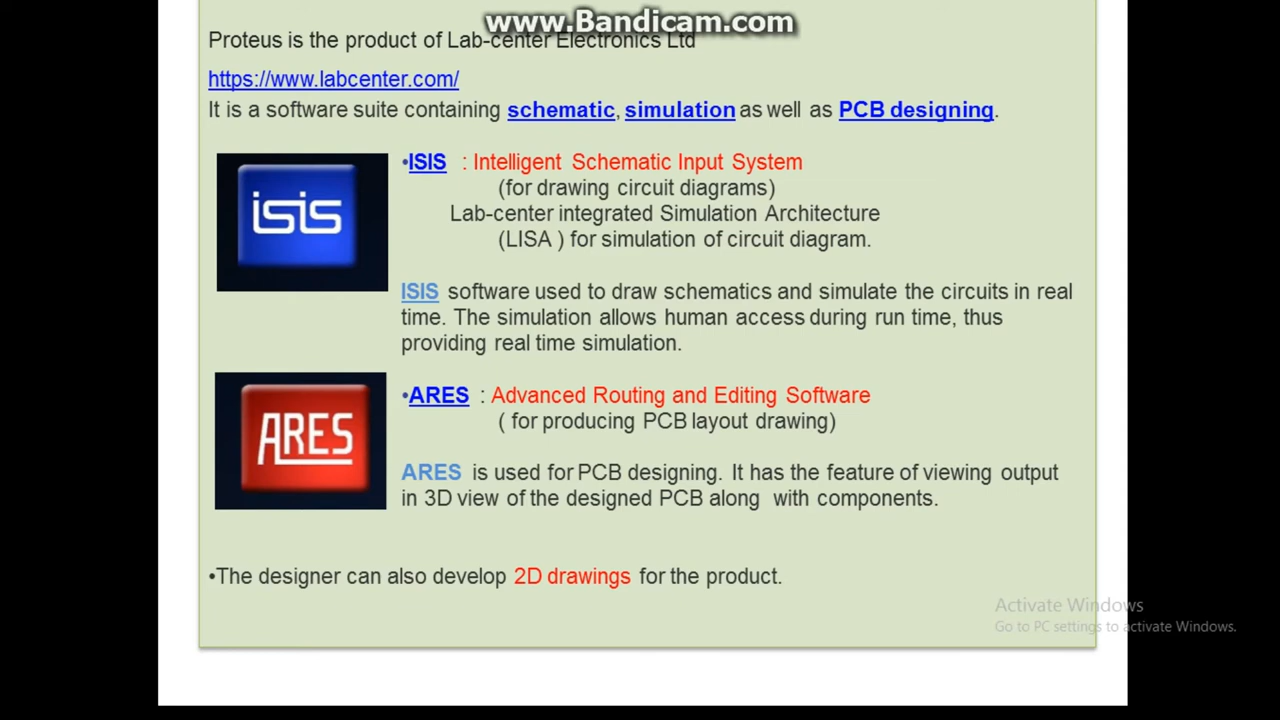 www.Bandicam.com
Proteus is the product of Lab-center Electronics Ltd
https://www.labcenter.com/
It is a software suite containing schematic, simulation as well as PCB designing.
isis
•ISIS : Intelligent Schematic Input System
(for drawing circuit diagrams)
Lab-center integrated Simulation Architecture
(LISA ) for simulation of circuit diagram.
ISIS software used to draw schematics and simulate the circuits in real
time. The simulation allows human access during run time, thus
providing real time simulation.
ARES
•ARES : Advanced Routing and Editing Software
( for producing PCB layout drawing)
ARES is used for PCB designing. It has the feature of viewing output
in 3D view of the designed PCB along with components.
•The designer can also develop 2D drawings for the product.
Activate Windows
Go to PC settings to activate Windows.